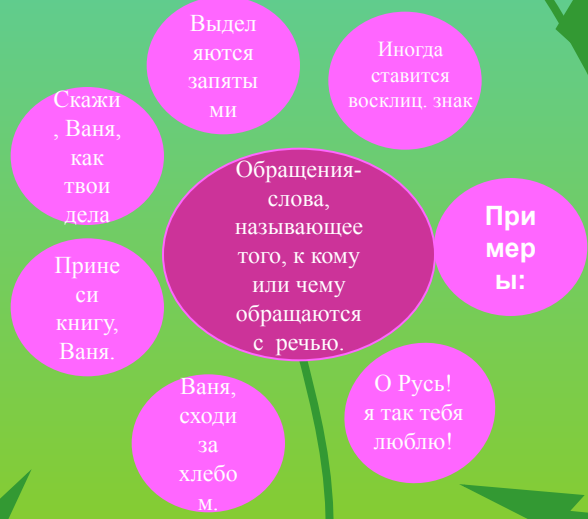 Выдел
яются
запяты
ми
Иногда
ставится
восклиц. знак
Скажи
, Ваня,
как
твои
дела
Обращения-
слова,
называющее
того, к кому
или чему
обращаются
с речью.
При
мер
ы:
Прине
си
книгу,
Ваня.
Ваня,
сходи
за
хлебо
м.
О Русь!
я так тебя
люблю!